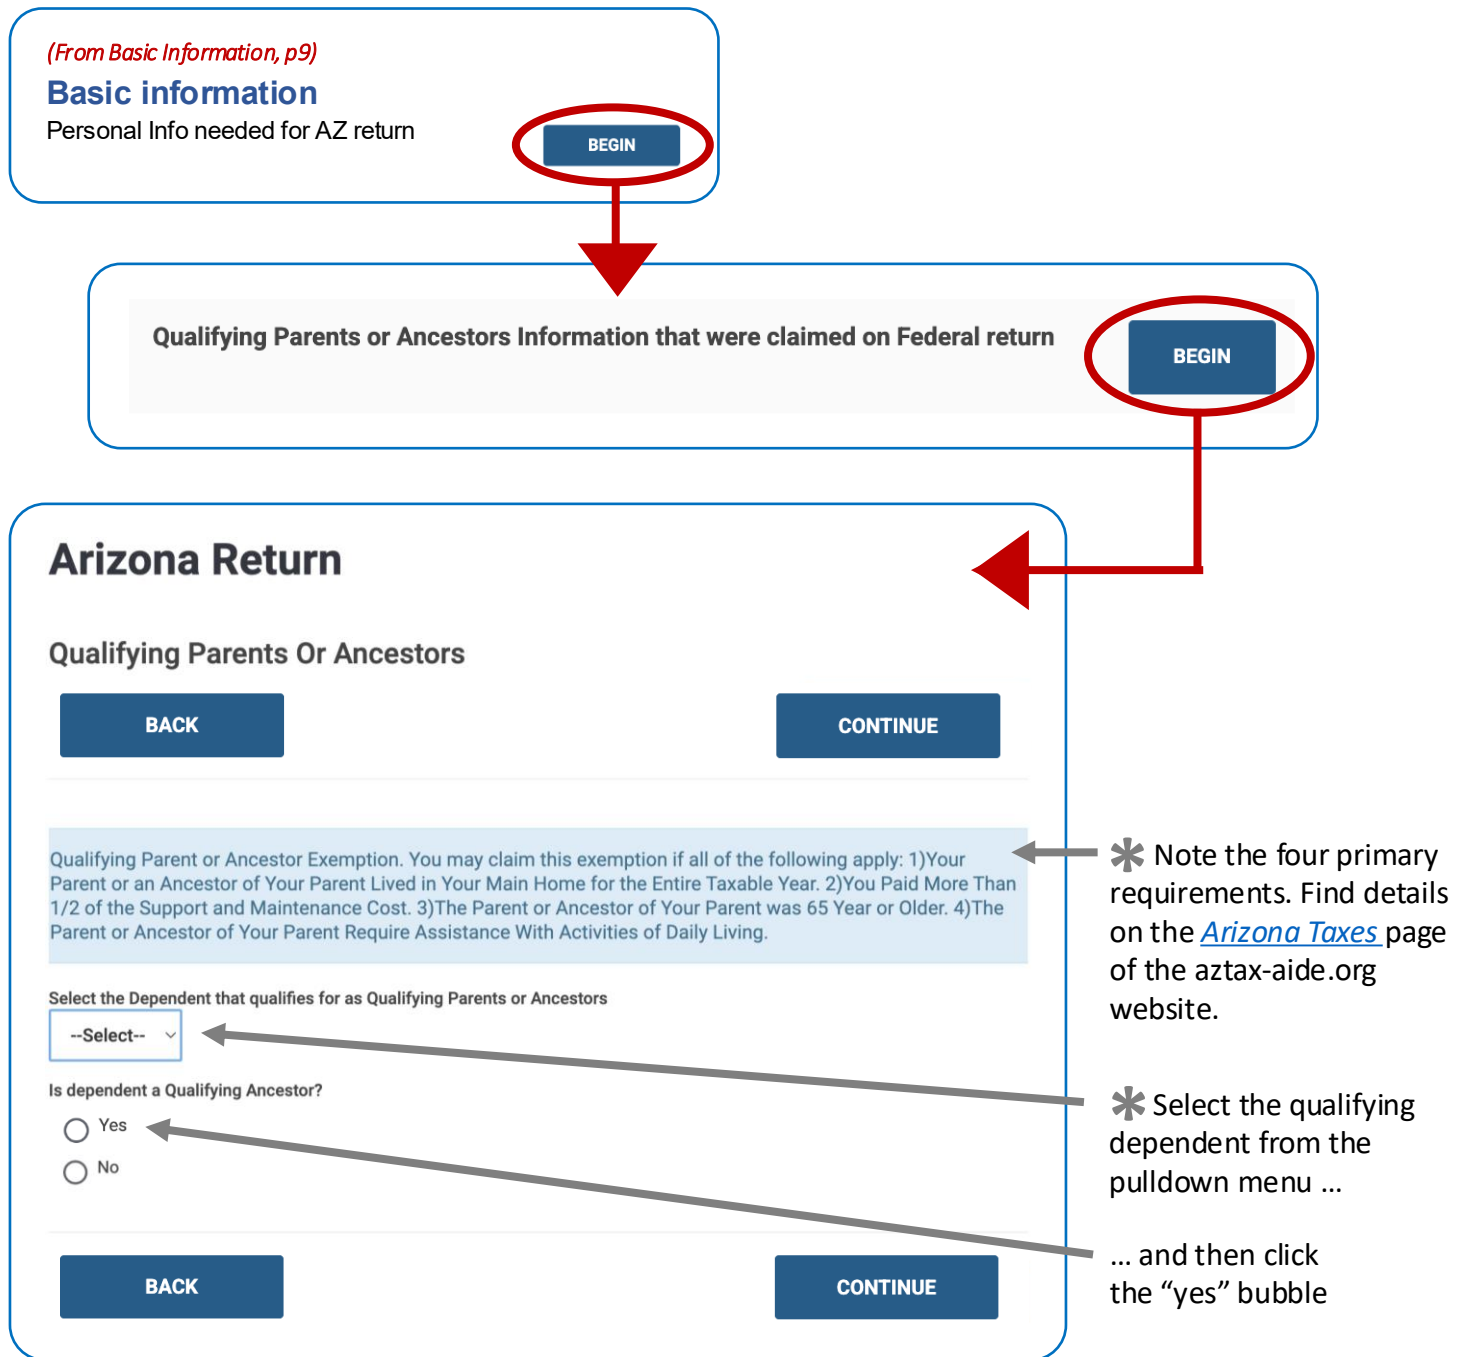 (From Basic Information, p9)
Basic information
Personal Info needed for AZ return
BEGIN
Qualifying Parents or Ancestors Information that were claimed on Federal return
BEGIN
Arizona Return
Qualifying Parents Or Ancestors
BACK
CONTINUE
Qualifying Parent or Ancestor Exemption. You may claim this exemption if all of the following apply: 1)Your
Parent or an Ancestor of Your Parent Lived in Your Main Home for the Entire Taxable Year. 2)You Paid More Than
1/2 of the Support and Maintenance Cost. 3)The Parent or Ancestor of Your Parent was 65 Year or Older. 4)The
Parent or Ancestor of Your Parent Require Assistance With Activities of Daily Living.
✱ Note the four primary
requirements. Find details
on the Arizona Taxes page
of the aztax-aide.org
website.
Select the Dependent that qualifies for as Qualifying Parents or Ancestors
--Select--
Is dependent a Qualifying Ancestor?
Yes
No
✱ Select the qualifying
dependent from the
pulldown menu ...
... and then click
the “yes” bubble
BACK
CONTINUE